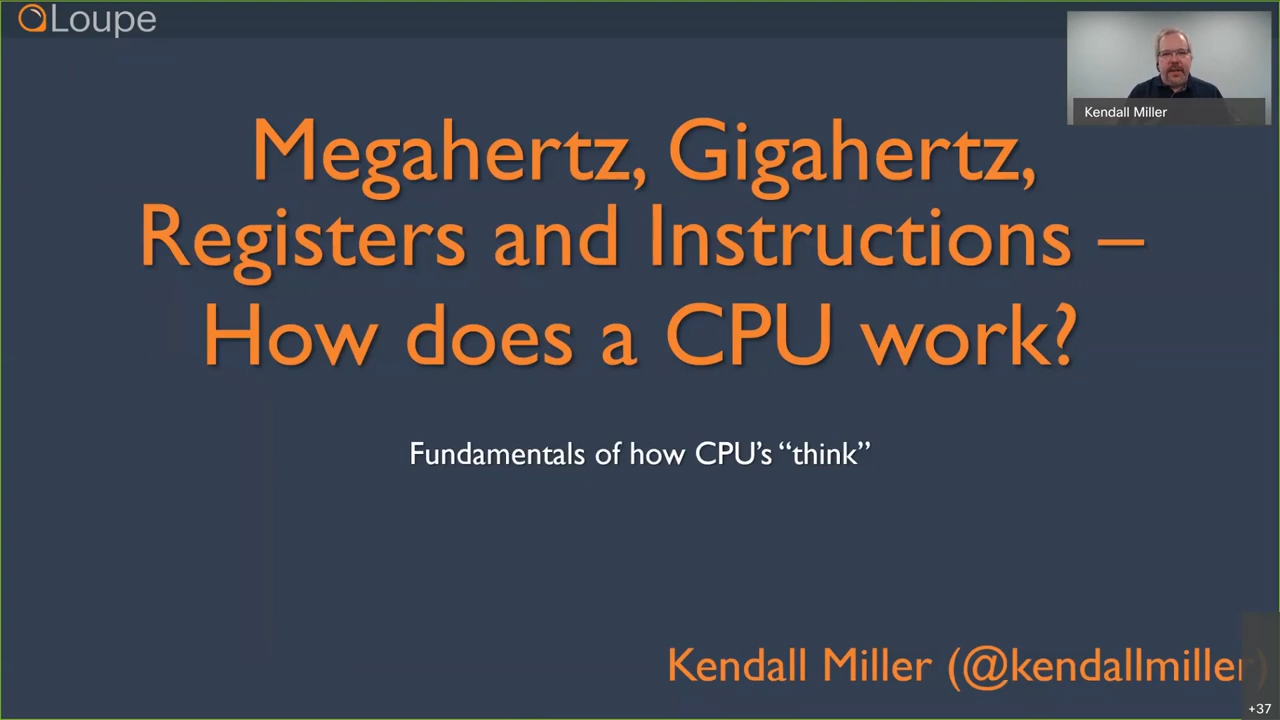 Loupe
Kendall Miller
Megahertz, Gigahertz,
Registers and Instructions –
How does a CPU work?
Fundamentals of how CPU’s “think”
Kendall Miller (@kendallmiller)
+37